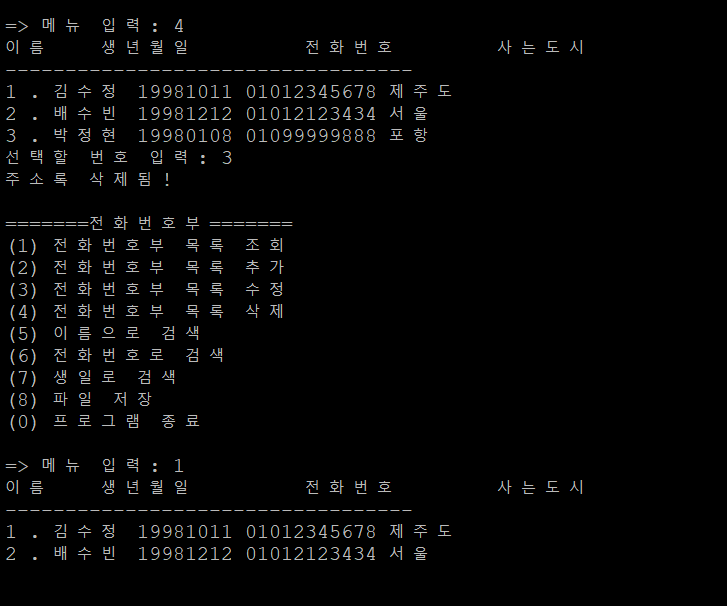 => 메뉴 입력 : 4
이름 생년월일 전화번호 사는도시
----------------------------------
1 . 김수정 19981011 01012345678 제주도
2 . 배수빈 19981212 01012123434 서울
3 . 박정현 19980108 01099999888 포항
선택할 번호 입력 : 3
주소록 삭제됨 !
=======전화번호부=======
(1) 전화번호부 목록 조회
(2) 전화번호부 목록 추가
(3) 전화번호부 목록 수정
(4) 전화번호부 목록 삭제
(5) 이름으로 검색
(6) 전화번호로 검색
(7) 생일로 검색
(8) 파일 저장
(0) 프로그램 종료
=> 메뉴 입력 : 1
이름 생년월일 전화번호 사는도시
----------------------------------
1 . 김수정 19981011 01012345678 제주도
2 . 배수빈 19981212 01012123434 서울